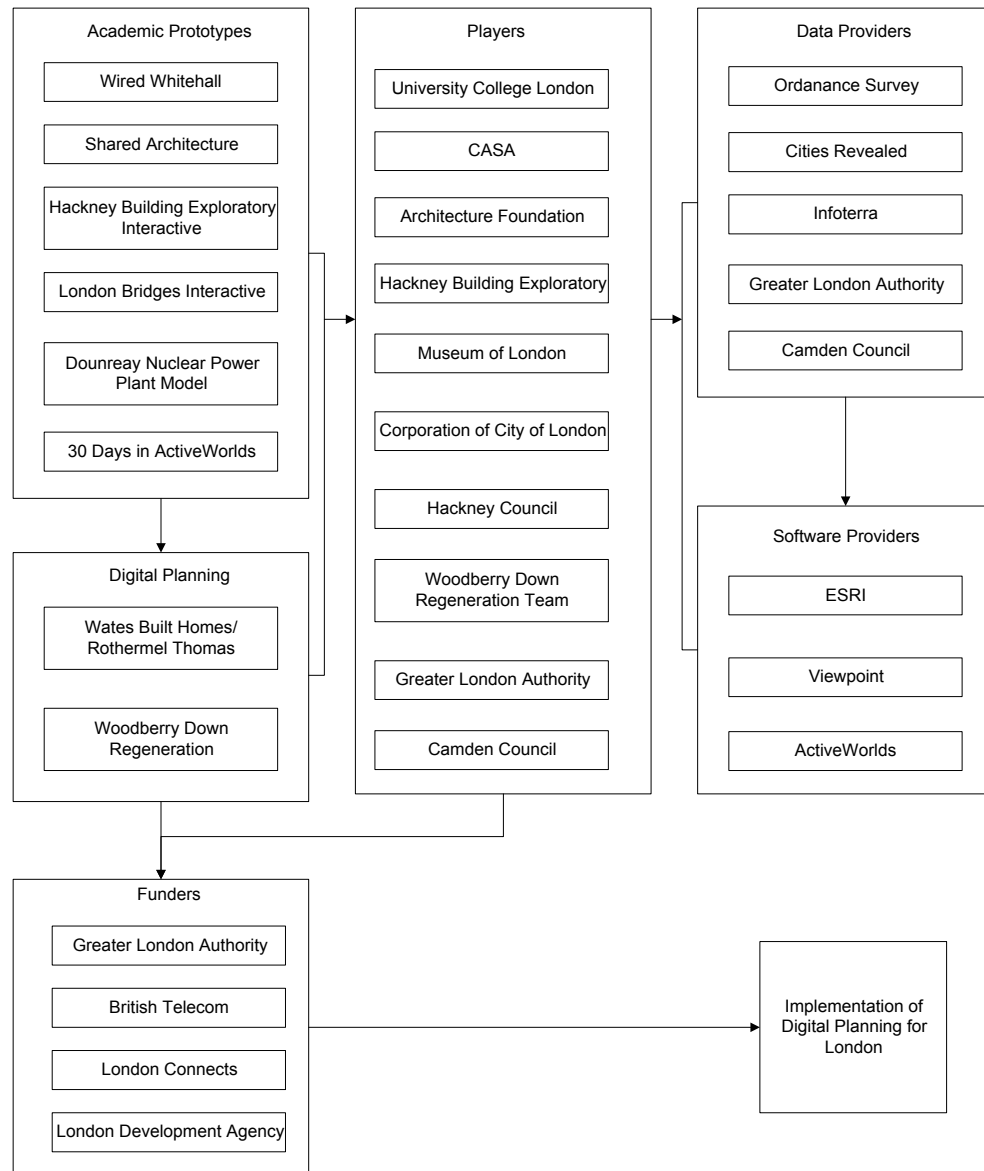 Academic Prototypes
Wired Whitehall
Shared Architecture
Hackney Building Exploratory
Interactive
London Bridges Interactive
Dounreay Nuclear Power
Plant Model
30 Days in ActiveWorlds
Digital Planning
Wates Built Homes/
Rothermel Thomas
Woodberry Down
Regeneration
Players
University College London
CASA
Architecture Foundation
Hackney Building Exploratory
Museum of London
Corporation of City of London
Hackney Council
Woodberry Down
Regeneration Team
Greater London Authority
Camden Council
Data Providers
Ordanance Survey
Cities Revealed
Infoterra
Greater London Authority
Camden Council
Software Providers
ESRI
Viewpoint
ActiveWorlds
Funders
Greater London Authority
British Telecom
London Connects
London Development Agency
Implementation of
Digital Planning for
London